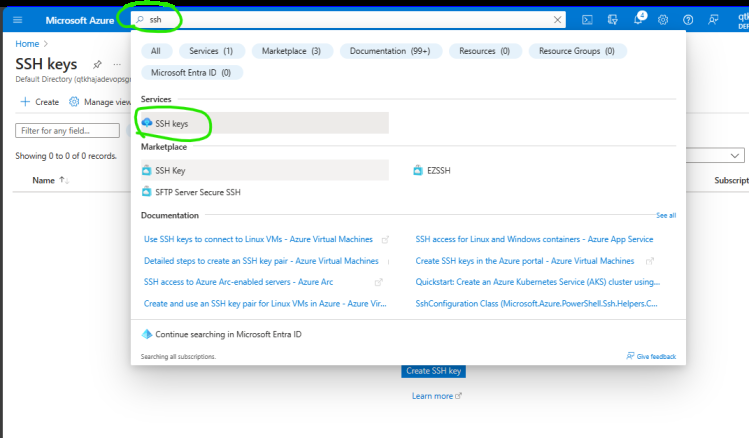 Microsoft Azure
ssh
4
DEF
Home >
SSH keys
Default Directory (qtkhajadevopsgr
+ Create
Manage view
Filter for any field...
Showing 0 to 0 of 0 records.
Name ↑↓
Subscript
All
Services (1)
Marketplace (3)
Documentation (99+)
Resources (0)
Resource Groups (0)
Microsoft Entra ID (0)
Services
SSH keys
Marketplace
SSH Key
EZSSH
SFTP Server Secure SSH
Documentation
See all
Use SSH keys to connect to Linux VMs - Azure Virtual Machines
SSH access for Linux and Windows containers - Azure App Service
Detailed steps to create an SSH key pair - Azure Virtual Machines
Create SSH keys in the Azure portal - Azure Virtual Machines
SSH access to Azure Arc-enabled servers - Azure Arc
Quickstart: Create an Azure Kubernetes Service (AKS) cluster using...
Create and use an SSH key pair for Linux VMs in Azure - Azure Vir...
SshConfiguration Class (Microsoft.Azure.PowerShell.Ssh.Helpers.C...
Continue searching in Microsoft Entra ID
Searching all subscriptions.
Give feedback
Create SSH key
Learn more